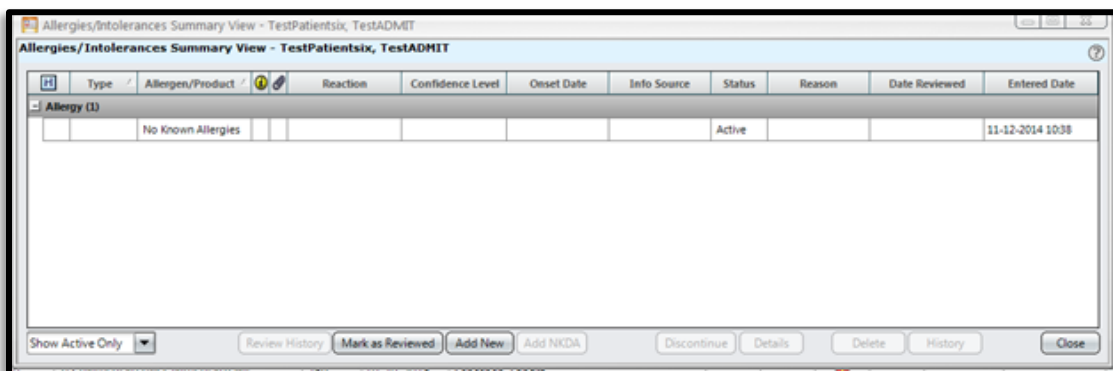 Allergies/Intolerances Summary View - TestPatientsix, TestADMIT
Allergies/Intolerances Summary View - TestPatientsix, TestADMIT
H Type Allergen/Product Reaction Confidence Level Onset Date Info Source Status Reason Date Reviewed Entered Date
Allergy (1)
No Known Allergies Active 11-12-2014 10:38
Show Active Only Review History Mark as Reviewed Add New Add NKDA Discontinue Details Delete History Close